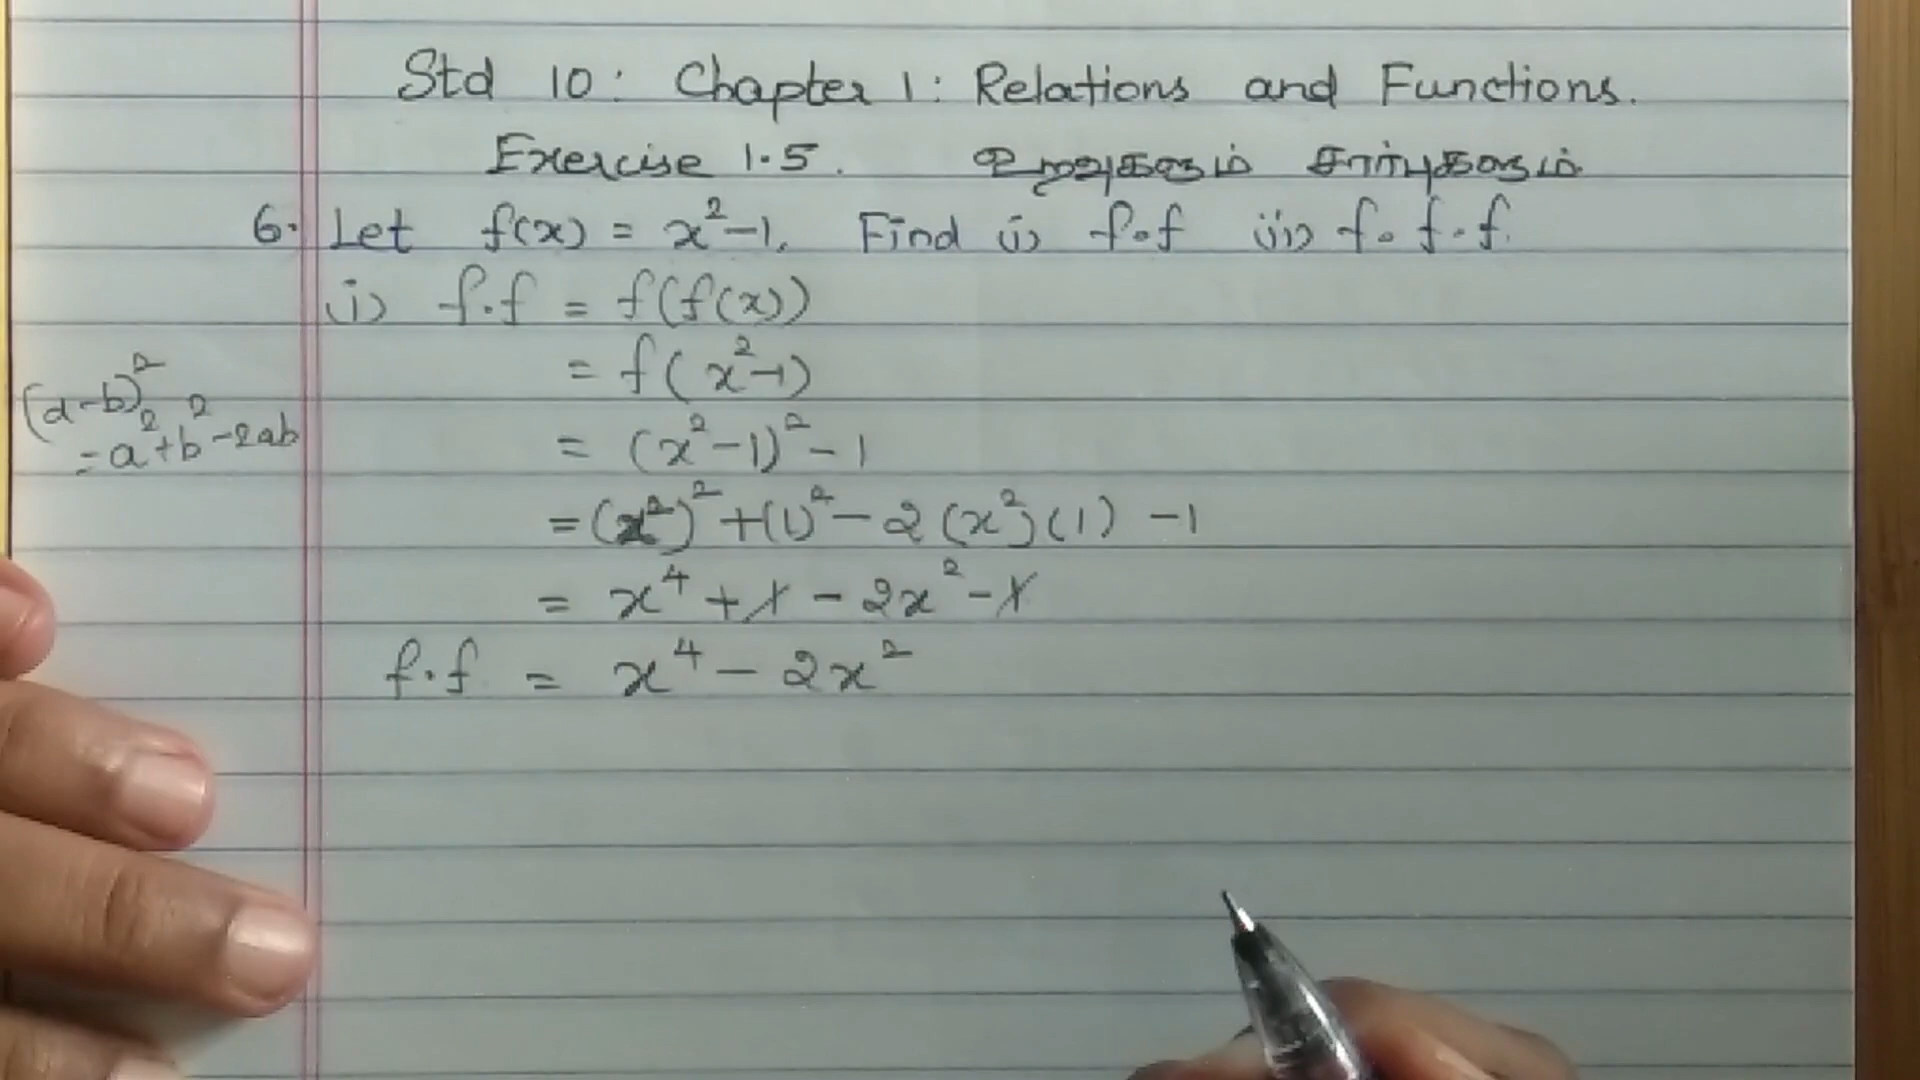 Std 10: Chapter 1: Relations and Functions.
Exercise 1.5. உறவுகளும் சார்புகளும்
6. Let f(x) = x²-1. Find (i) f∘f (ii) f∘f∘f.
(i) f∘f = f(f(x))
= f(x²-1)
(a-b)²
= a²+b²-2ab
= (x²-1)² - 1
= (x²)² + (1)² - 2(x²)(1) - 1
= x⁴ + 1 - 2x² - 1
f∘f = x⁴ - 2x²